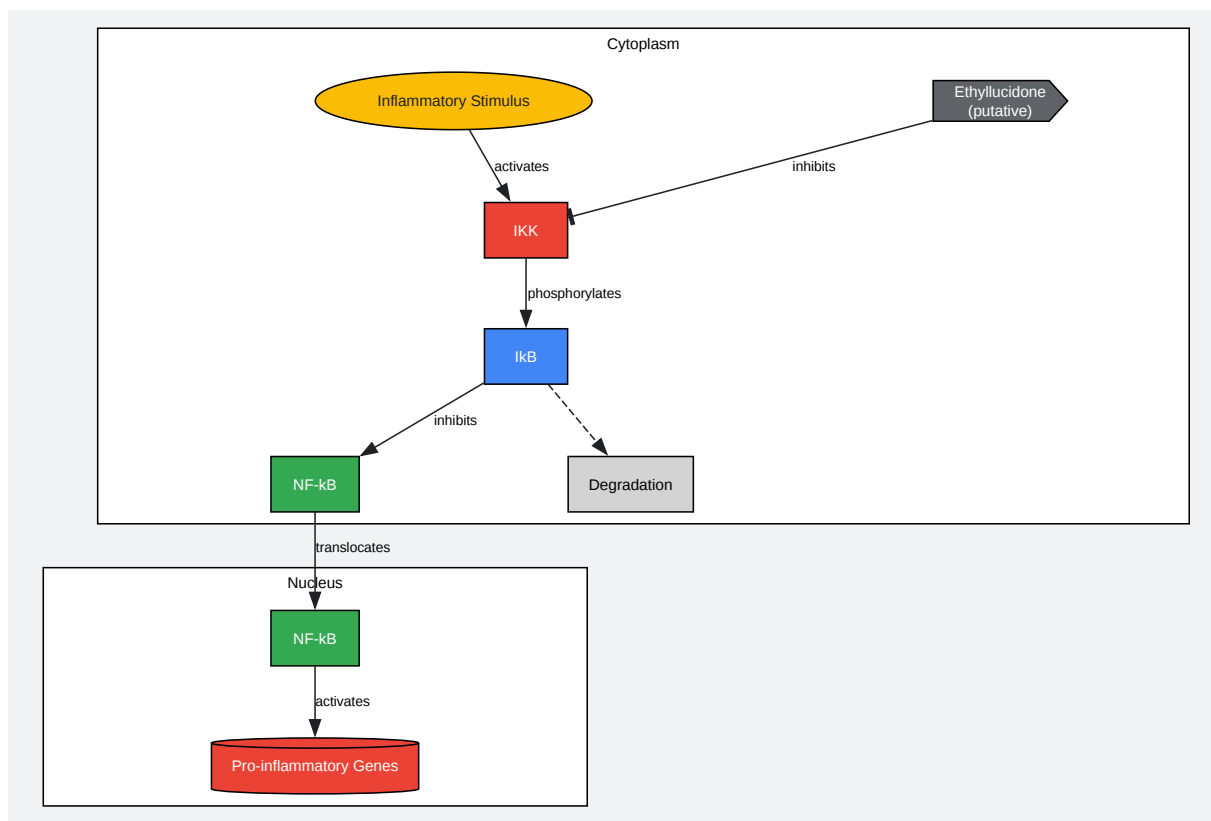 Cytoplasm
Inflammatory Stimulus
Ethyllucidone
(putative)
activates
inhibits
IKK
phosphorylates
IkB
inhibits
NF-kB
Degradation
translocates
Nucleus
NF-kB
activates
Pro-inflammatory Genes